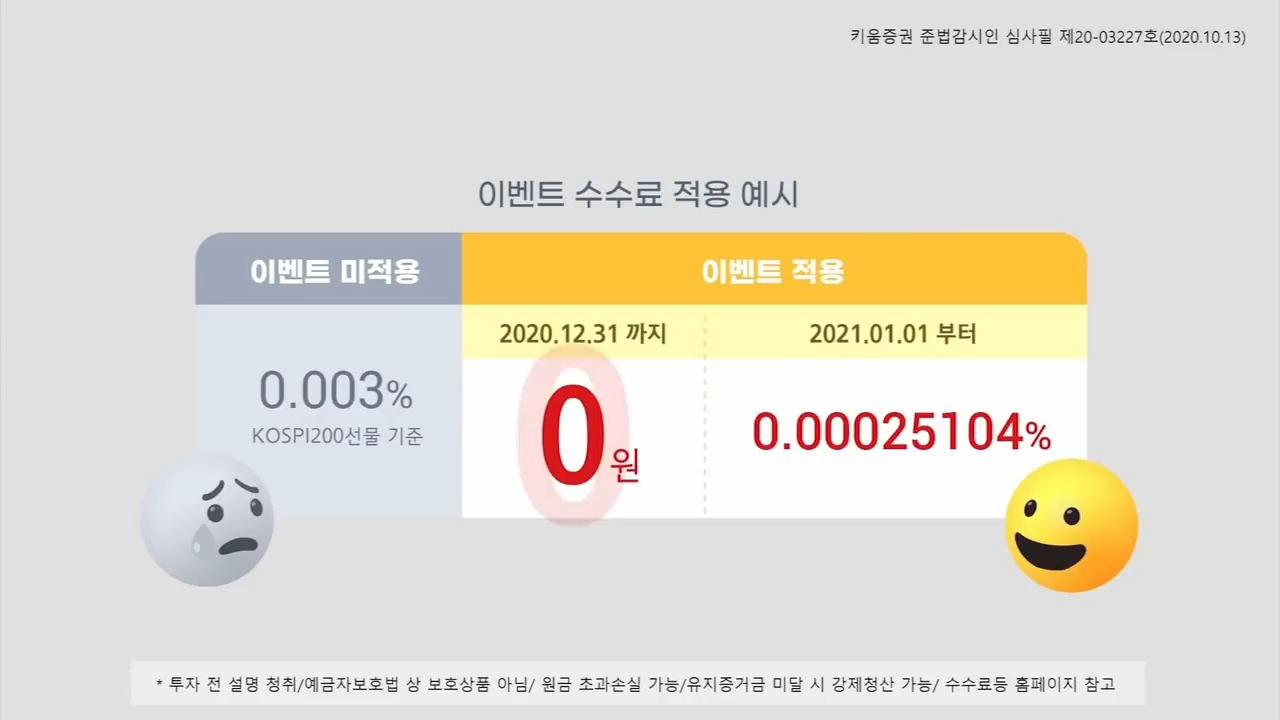 키움증권 준법감시인 심사필 제20-03227호(2020.10.13)
이벤트 수수료 적용 예시
이벤트 미적용
이벤트 적용
2020.12.31 까지
2021.01.01 부터
0.003%
KOSPI200선물 기준
0원
0.00025104%
* 투자 전 설명 청취/예금자보호법 상 보호상품 아님/ 원금 초과손실 가능/유지증거금 미달 시 강제청산 가능/ 수수료등 홈페이지 참고